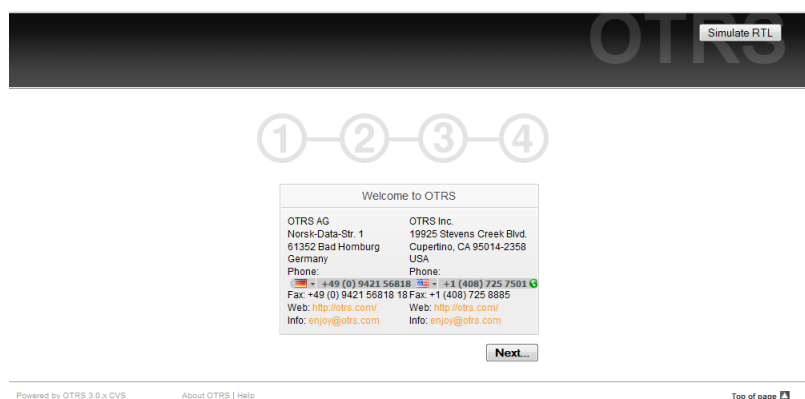 OTRS
Simulate RTL
1 2 3 4
Welcome to OTRS
OTRS AG
Norsk-Data-Str. 1
61352 Bad Homburg
Germany
Phone:
+49 (0) 9421 56818
Fax: +49 (0) 9421 56818 18
Web: http://otrs.com/
Info: enjoy@otrs.com
OTRS Inc.
19925 Stevens Creek Blvd.
Cupertino, CA 95014-2358
USA
Phone:
+1 (408) 725 7501
Fax: +1 (408) 725 8885
Web: http://otrs.com/
Info: enjoy@otrs.com
Next...
Powered by OTRS 3.0.x CVS
About OTRS | Help
Top of page